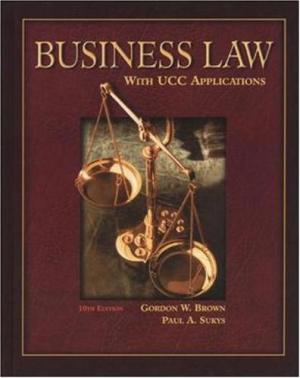 BUSINESS LAW
WITH UCC APPLICATIONS
10TH EDITION
GORDON W. BROWN
PAUL A. SUKYS